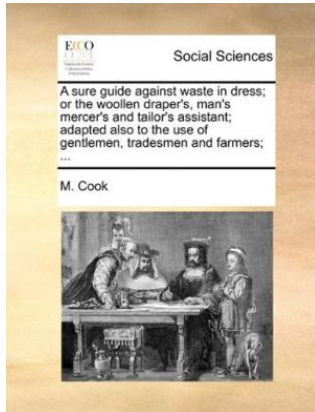 ECCO
Social Sciences
A sure guide against waste in dress;
or the woollen draper's, man's
mercer's and tailor's assistant;
adapted also to the use of
gentlemen, tradesmen and farmers;
...
M. Cook